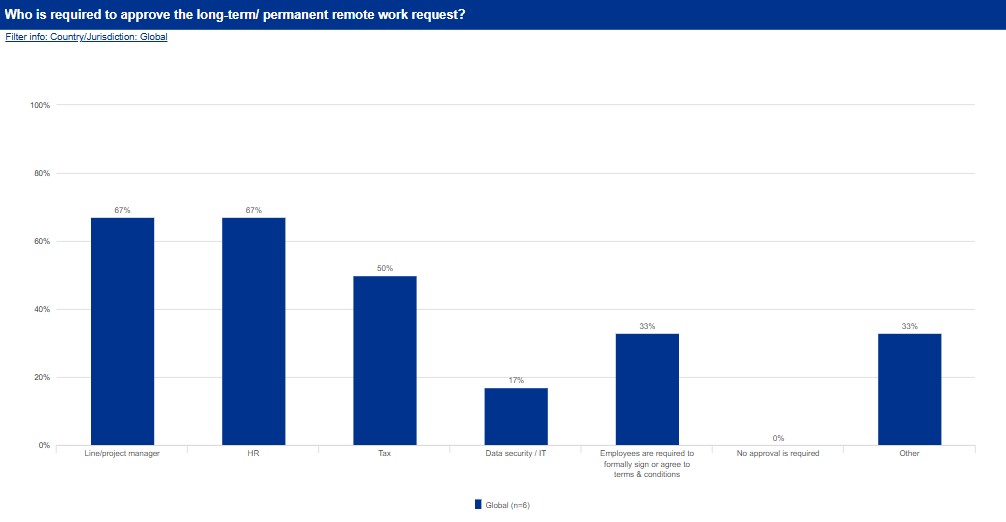 Who is required to approve the long-term/ permanent remote work request?
Filter info: Country/Jurisdiction: Global
100%
80%
60%
40%
20%
0%
67%
67%
50%
17%
33%
0%
33%
Line/project manager
HR
Tax
Data security / IT
Employees are required to
formally sign or agree to
terms & conditions
No approval is required
Other
Global (n=6)